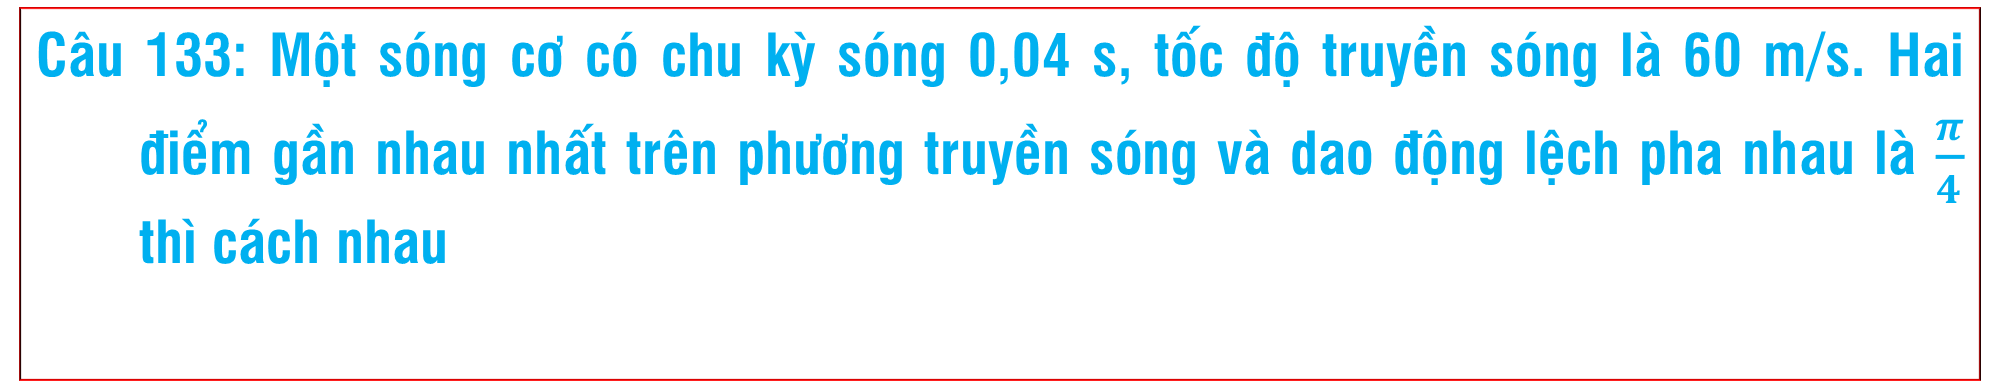 Câu 133: Một sóng cơ có chu kỳ sóng 0,04 s, tốc độ truyền sóng là 60 m/s. Hai
điểm gần nhau nhất trên phương truyền sóng và dao động lệch pha nhau là π/4
thì cách nhau